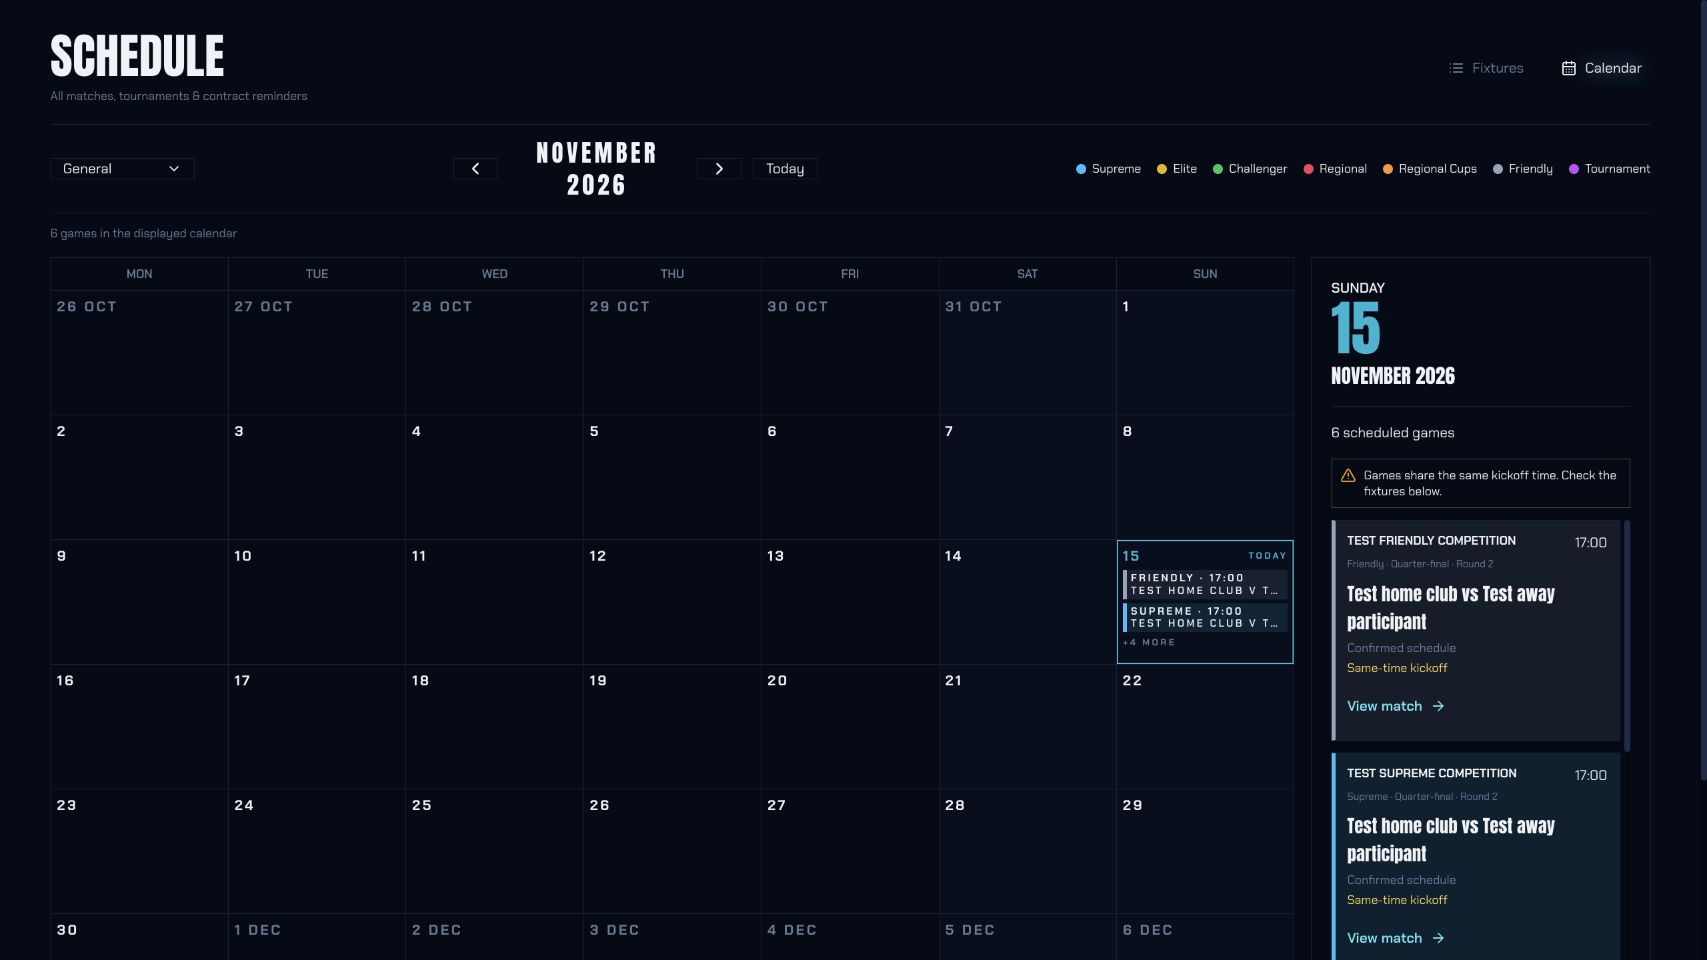 SCHEDULE
All matches, tournaments & contract reminders
Fixtures
Calendar
General
NOVEMBER
2026
Today
Supreme
Elite
Challenger
Regional
Regional Cups
Friendly
Tournament
6 games in the displayed calendar
MON TUE WED THU FRI SAT SUN
26 OCT 27 OCT 28 OCT 29 OCT 30 OCT 31 OCT 1
2 3 4 5 6 7 8
9 10 11 12 13 14 15 TODAY
FRIENDLY · 17:00
TEST HOME CLUB V T…
SUPREME · 17:00
TEST HOME CLUB V T…
+4 MORE
16 17 18 19 20 21 22
23 24 25 26 27 28 29
30 1 DEC 2 DEC 3 DEC 4 DEC 5 DEC 6 DEC
SUNDAY
15
NOVEMBER 2026
6 scheduled games
Games share the same kickoff time. Check the
fixtures below.
TEST FRIENDLY COMPETITION 17:00
Friendly · Quarter-final · Round 2
Test home club vs Test away
participant
Confirmed schedule
Same-time kickoff
View match →
TEST SUPREME COMPETITION 17:00
Supreme · Quarter-final · Round 2
Test home club vs Test away
participant
Confirmed schedule
Same-time kickoff
View match →